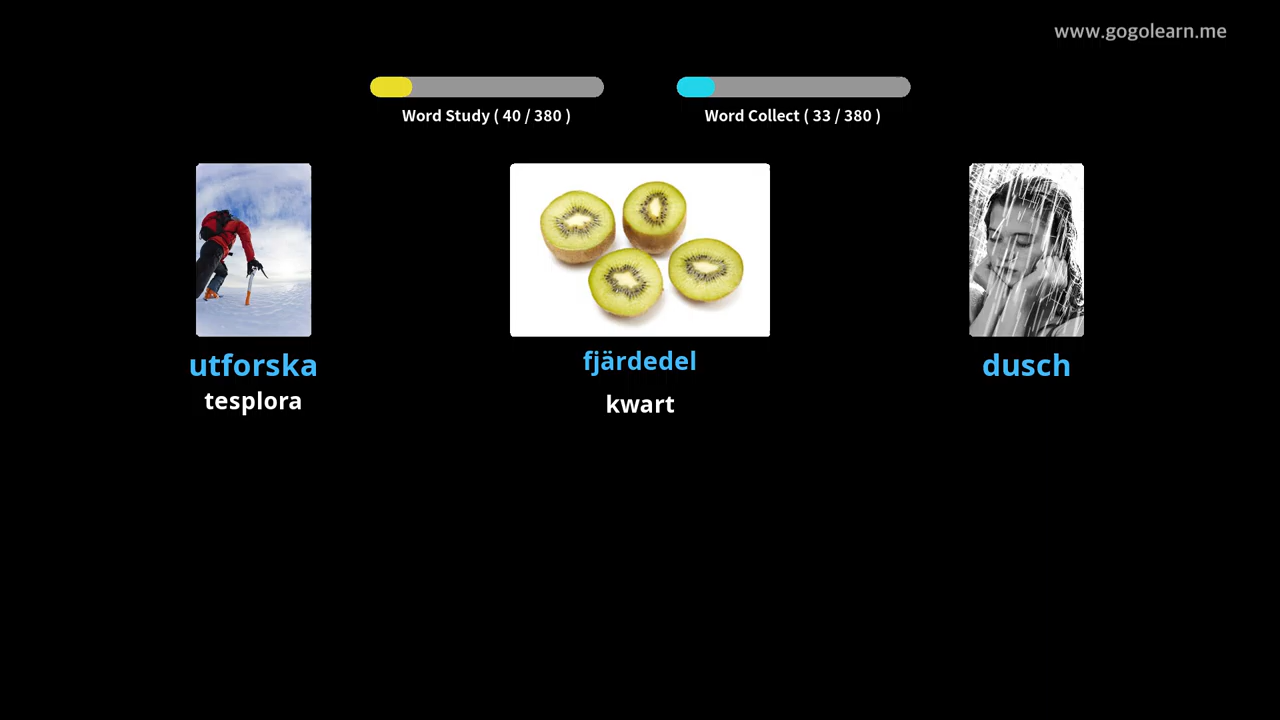 www.gogolearn.me
Word Study ( 40 / 380 )
Word Collect ( 33 / 380 )
utforska
tesplora
fjärdedel
kwart
dusch